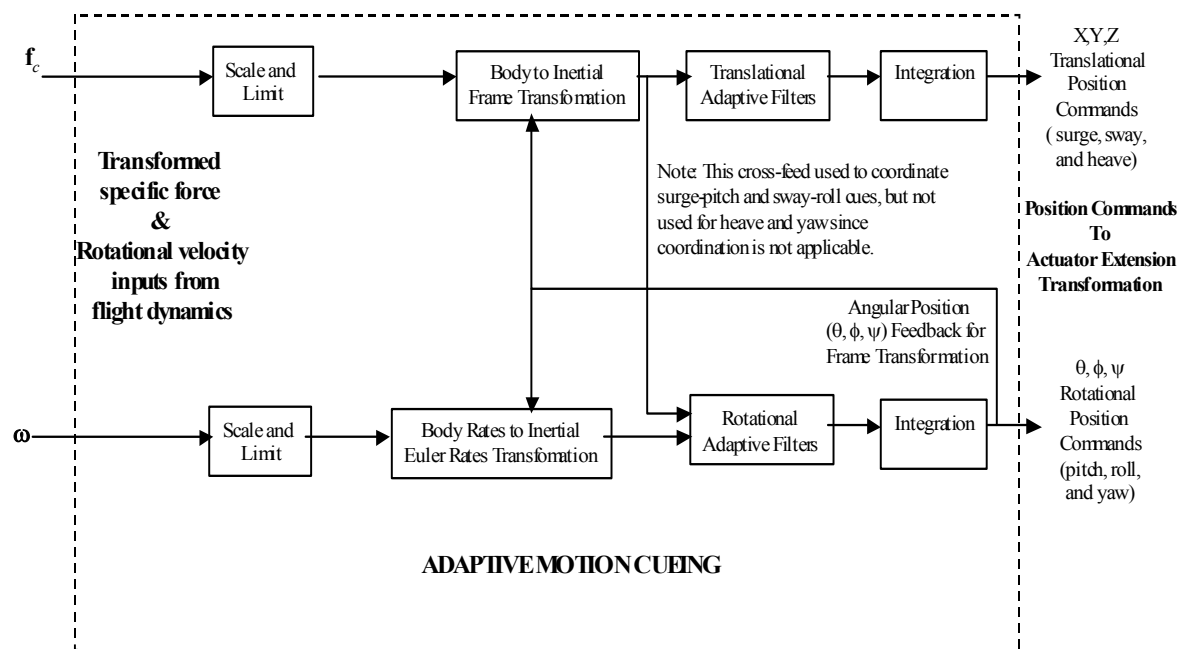 f_c
Scale and
Limit
Body to Inertial
Frame Transfomation
Translational
Adaptive Filters
Integration
X,Y,Z
Translational
Position
Commands
( surge, sway,
and heave)
Transformed
specific force
&
Rotational velocity
inputs from
flight dynamics
Note: This cross-feed used to coordinate
surge-pitch and sway-roll cues, but not
used for heave and yaw since
coordination is not applicable.
Position Commands
To
Actuator Extension
Transformation
Angular Position
(θ, ϕ, ψ) Feedback for
Frame Transformation
ω
Scale and
Limit
Body Rates to Inertial
Euler Rates Transfomation
Rotational
Adaptive Filters
Integration
θ, ϕ, ψ
Rotational
Position
Commands
(pitch, roll,
and yaw)
ADAPTIVE MOTION CUEING